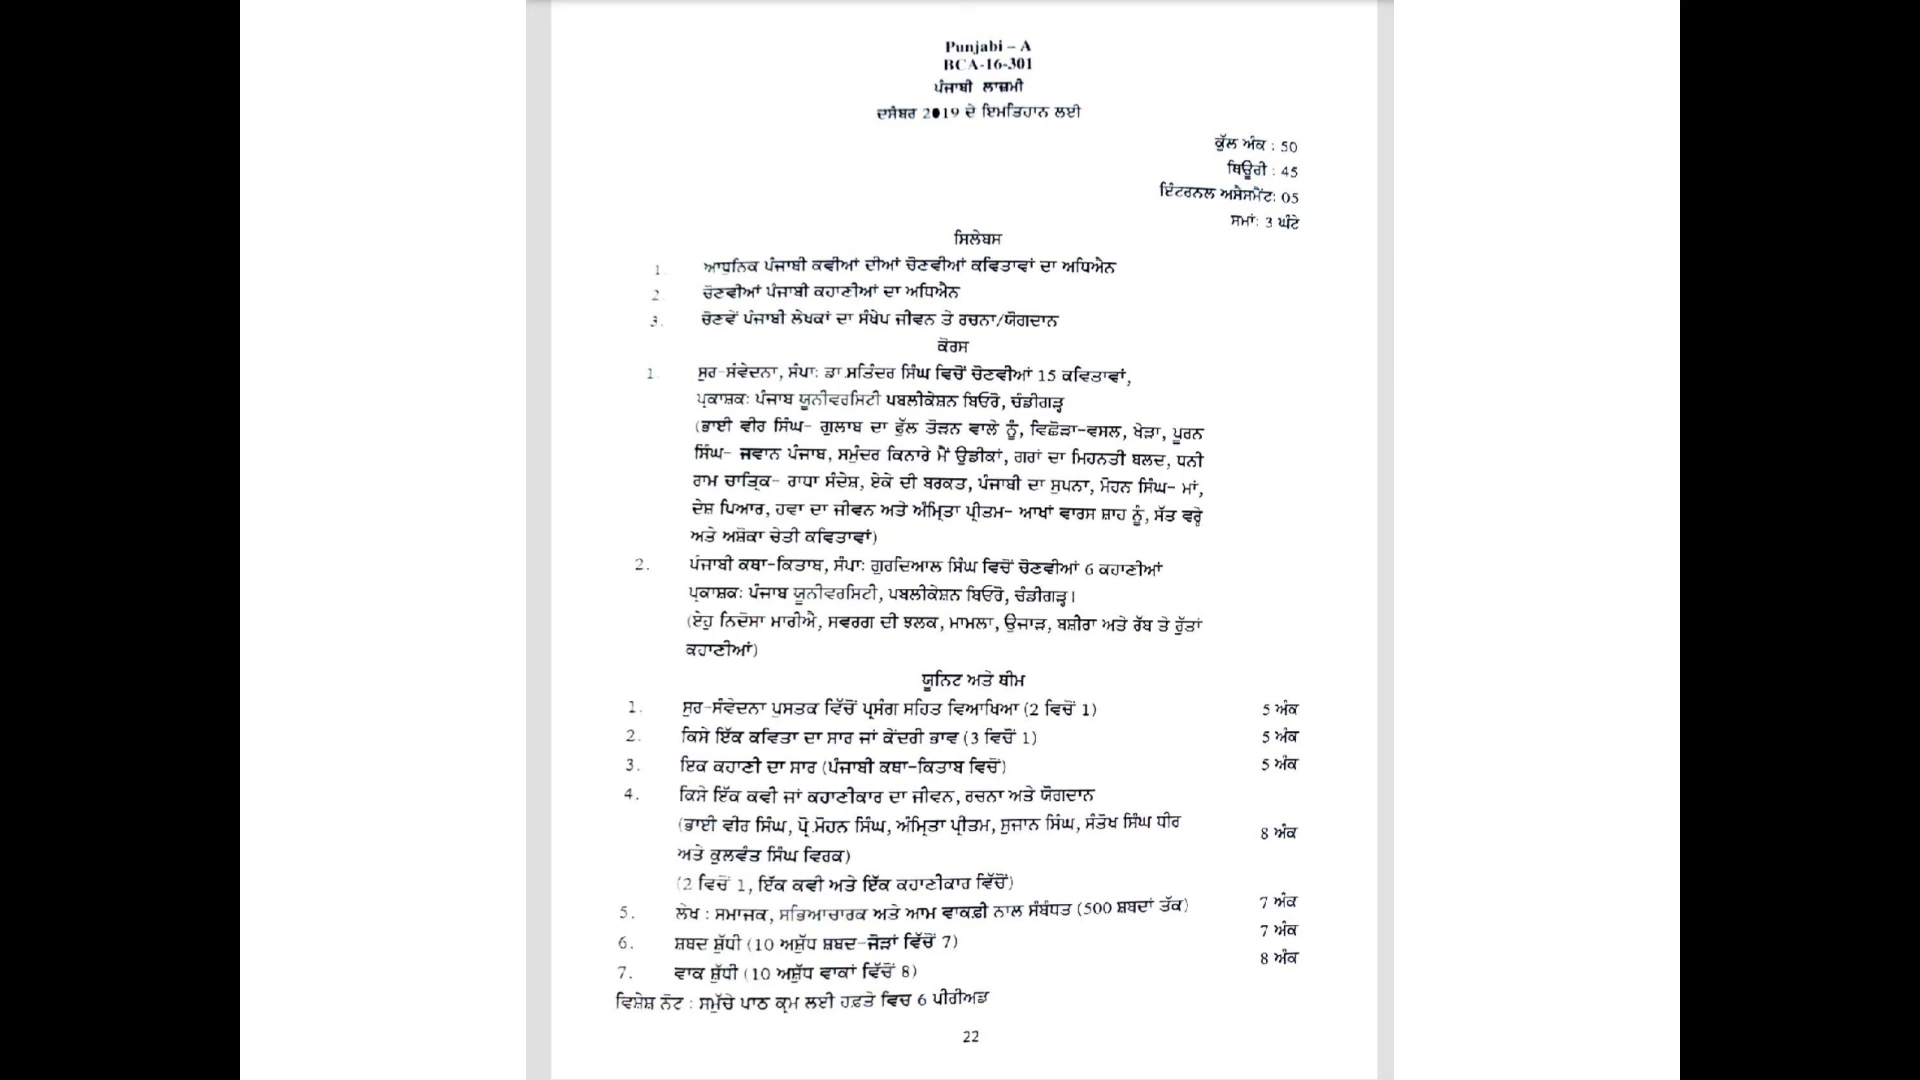 Punjabi – A
BCA-16-301
ਪੰਜਾਬੀ ਲਾਜ਼ਮੀ
ਦਸੰਬਰ 2019 ਦੇ ਇਮਤਿਹਾਨ ਲਈ
ਕੁੱਲ ਅੰਕ : 50
ਥਿਊਰੀ : 45
ਇੰਟਰਨਲ ਅਸੈਸਮੈਂਟ: 05
ਸਮਾਂ: 3 ਘੰਟੇ
ਸਿਲੇਬਸ
1. ਆਧੁਨਿਕ ਪੰਜਾਬੀ ਕਵੀਆਂ ਦੀਆਂ ਚੋਣਵੀਆਂ ਕਵਿਤਾਵਾਂ ਦਾ ਅਧਿਐਨ
2. ਚੋਣਵੀਆਂ ਪੰਜਾਬੀ ਕਹਾਣੀਆਂ ਦਾ ਅਧਿਐਨ
3. ਚੋਣਵੇਂ ਪੰਜਾਬੀ ਲੇਖਕਾਂ ਦਾ ਸੰਖੇਪ ਜੀਵਨ ਤੇ ਰਚਨਾ/ਯੋਗਦਾਨ
ਕੋਰਸ
1. ਸੁਰ-ਸੰਵੇਦਨਾ, ਸੰਪਾ: ਡਾ.ਸਤਿੰਦਰ ਸਿੰਘ ਵਿਚੋਂ ਚੋਣਵੀਆਂ 15 ਕਵਿਤਾਵਾਂ,
ਪ੍ਰਕਾਸ਼ਕ: ਪੰਜਾਬ ਯੂਨੀਵਰਸਿਟੀ ਪਬਲੀਕੇਸ਼ਨ ਬਿਓਰੋ, ਚੰਡੀਗੜ੍ਹ
(ਭਾਈ ਵੀਰ ਸਿੰਘ- ਗੁਲਾਬ ਦਾ ਫੁੱਲ ਤੋੜਨ ਵਾਲੇ ਨੂੰ, ਵਿਛੋੜਾ-ਵਸਲ, ਖੇੜਾ, ਪੂਰਨ
ਸਿੰਘ- ਜਵਾਨ ਪੰਜਾਬ, ਸਮੁੰਦਰ ਕਿਨਾਰੇ ਮੈਂ ਉਡੀਕਾਂ, ਗਰਾਂ ਦਾ ਮਿਹਨਤੀ ਬਲਦ, ਧਨੀ
ਰਾਮ ਚਾਤ੍ਰਿਕ- ਰਾਧਾ ਸੰਦੇਸ਼, ਏਕੇ ਦੀ ਬਰਕਤ, ਪੰਜਾਬੀ ਦਾ ਸੁਪਨਾ, ਮੋਹਨ ਸਿੰਘ- ਮਾਂ,
ਦੇਸ਼ ਪਿਆਰ, ਹਵਾ ਦਾ ਜੀਵਨ ਅਤੇ ਅੰਮ੍ਰਿਤਾ ਪ੍ਰੀਤਮ- ਆਖਾਂ ਵਾਰਸ ਸ਼ਾਹ ਨੂੰ, ਸੱਤ ਵਰ੍ਹੇ
ਅਤੇ ਅਸ਼ੋਕਾ ਚੇਤੀ ਕਵਿਤਾਵਾਂ)
2. ਪੰਜਾਬੀ ਕਥਾ-ਕਿਤਾਬ, ਸੰਪਾ: ਗੁਰਦਿਆਲ ਸਿੰਘ ਵਿਚੋਂ ਚੋਣਵੀਆਂ 6 ਕਹਾਣੀਆਂ
ਪ੍ਰਕਾਸ਼ਕ: ਪੰਜਾਬ ਯੂਨੀਵਰਸਿਟੀ, ਪਬਲੀਕੇਸ਼ਨ ਬਿਓਰੋ, ਚੰਡੀਗੜ੍ਹ।
(ਏਹੁ ਨਿਦੋਸਾ ਮਾਰੀਐ, ਸਵਰਗ ਦੀ ਝਲਕ, ਮਾਮਲਾ, ਉਜਾੜ, ਬਸ਼ੀਰਾ ਅਤੇ ਰੱਬ ਤੇ ਰੁੱਤਾਂ
ਕਹਾਣੀਆਂ)
ਯੂਨਿਟ ਅਤੇ ਥੀਮ
1. ਸੁਰ-ਸੰਵੇਦਨਾ ਪੁਸਤਕ ਵਿੱਚੋਂ ਪ੍ਰਸੰਗ ਸਹਿਤ ਵਿਆਖਿਆ (2 ਵਿਚੋਂ 1) 5 ਅੰਕ
2. ਕਿਸੇ ਇੱਕ ਕਵਿਤਾ ਦਾ ਸਾਰ ਜਾਂ ਕੇਂਦਰੀ ਭਾਵ (3 ਵਿਚੋਂ 1) 5 ਅੰਕ
3. ਇਕ ਕਹਾਣੀ ਦਾ ਸਾਰ (ਪੰਜਾਬੀ ਕਥਾ-ਕਿਤਾਬ ਵਿਚੋਂ) 5 ਅੰਕ
4. ਕਿਸੇ ਇੱਕ ਕਵੀ ਜਾਂ ਕਹਾਣੀਕਾਰ ਦਾ ਜੀਵਨ, ਰਚਨਾ ਅਤੇ ਯੋਗਦਾਨ
(ਭਾਈ ਵੀਰ ਸਿੰਘ, ਪ੍ਰੋ.ਮੋਹਨ ਸਿੰਘ, ਅੰਮ੍ਰਿਤਾ ਪ੍ਰੀਤਮ, ਸੁਜਾਨ ਸਿੰਘ, ਸੰਤੋਖ ਸਿੰਘ ਧੀਰ 8 ਅੰਕ
ਅਤੇ ਕੁਲਵੰਤ ਸਿੰਘ ਵਿਰਕ)
(2 ਵਿਚੋਂ 1, ਇੱਕ ਕਵੀ ਅਤੇ ਇੱਕ ਕਹਾਣੀਕਾਰ ਵਿੱਚੋਂ)
5. ਲੇਖ : ਸਮਾਜਕ, ਸਭਿਆਚਾਰਕ ਅਤੇ ਆਮ ਵਾਕਫ਼ੀ ਨਾਲ ਸੰਬੰਧਤ (500 ਸ਼ਬਦਾਂ ਤੱਕ) 7 ਅੰਕ
6. ਸ਼ਬਦ ਸ਼ੁੱਧੀ (10 ਅਸ਼ੁੱਧ ਸ਼ਬਦ-ਜੋੜਾਂ ਵਿੱਚੋਂ 7) 7 ਅੰਕ
7. ਵਾਕ ਸ਼ੁੱਧੀ (10 ਅਸ਼ੁੱਧ ਵਾਕਾਂ ਵਿੱਚੋਂ 8) 8 ਅੰਕ
ਵਿਸ਼ੇਸ਼ ਨੋਟ : ਸਮੁੱਚੇ ਪਾਠ ਕ੍ਰਮ ਲਈ ਹਫ਼ਤੇ ਵਿਚ 6 ਪੀਰੀਅਡ
22